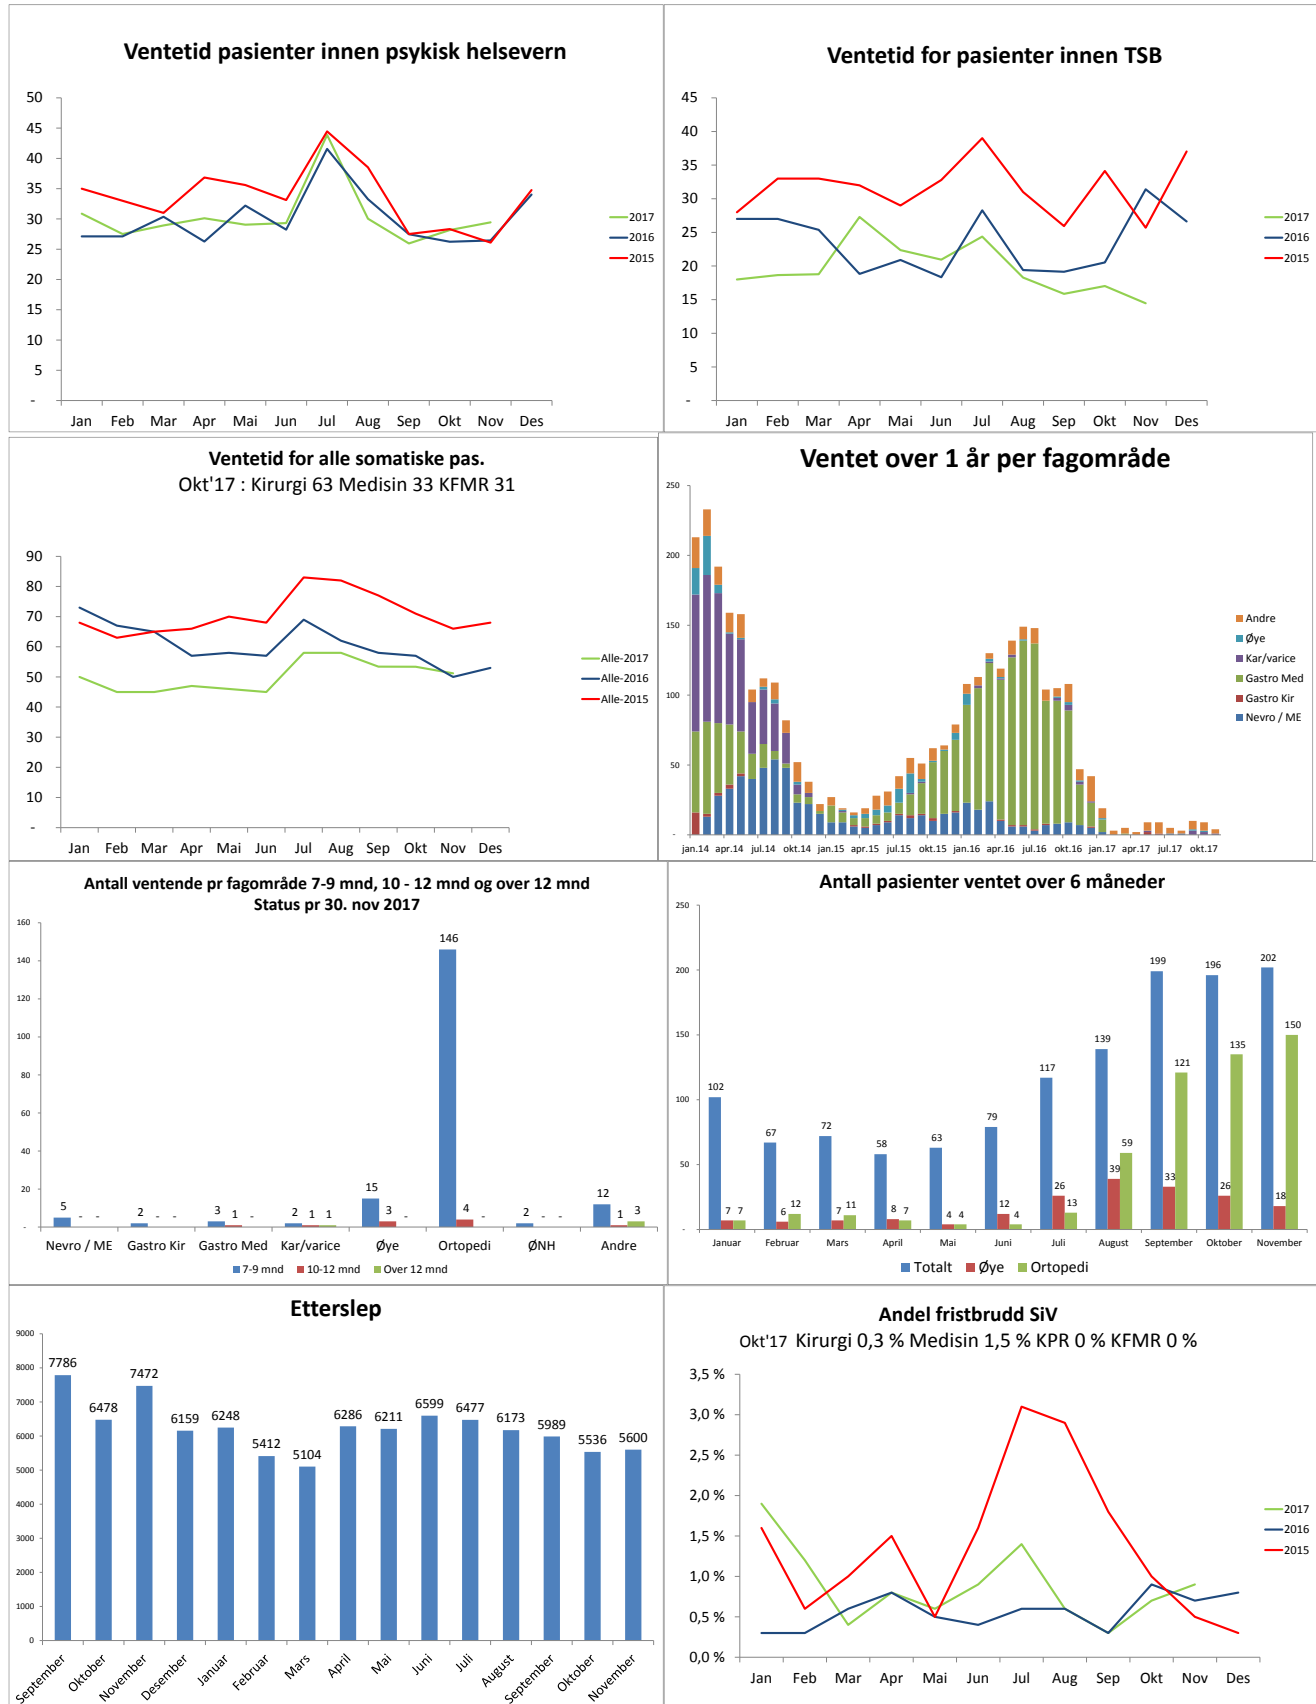 Ventetid pasienter innen psykisk helsevern
50
45
40
35
30
25
20
15
10
5
-
Jan Feb Mar Apr Mai Jun Jul Aug Sep Okt Nov Des
2017
2016
2015
Ventetid for pasienter innen TSB
45
40
35
30
25
20
15
10
5
-
Jan Feb Mar Apr Mai Jun Jul Aug Sep Okt Nov Des
2017
2016
2015
Ventetid for alle somatiske pas.
Okt'17 : Kirurgi 63 Medisin 33 KFMR 31
90
80
70
60
50
40
30
20
10
-
Jan Feb Mar Apr Mai Jun Jul Aug Sep Okt Nov Des
Alle-2017
Alle-2016
Alle-2015
Ventet over 1 år per fagområde
250
200
150
100
50
-
jan.14 apr.14 jul.14 okt.14 jan.15 apr.15 jul.15 okt.15 jan.16 apr.16 jul.16 okt.16 jan.17 apr.17 jul.17 okt.17
Andre
Øye
Kar/varice
Gastro Med
Gastro Kir
Nevro / ME
Antall ventende pr fagområde 7-9 mnd, 10 - 12 mnd og over 12 mnd
Status pr 30. nov 2017
160
140
120
100
80
60
40
20
-
5 - -
2 - -
3 1 -
2 1 1
15 3 -
146 4 -
2 - -
12 1 3
Nevro / ME Gastro Kir Gastro Med Kar/varice Øye Ortopedi ØNH Andre
7-9 mnd 10-12 mnd Over 12 mnd
Antall pasienter ventet over 6 måneder
250
200
150
100
50
-
102 7 7
67 6 12
72 7 11
58 8 7
63 4 4
79 12 4
117 26 13
139 39 59
199 33 121
196 26 135
202 18 150
Januar Februar Mars April Mai Juni Juli August September Oktober November
Totalt Øye Ortopedi
Etterslep
9000
8000
7000
6000
5000
4000
3000
2000
1000
0
7786 6478 7472 6159 6248 5412 5104 6286 6211 6599 6477 6173 5989 5536 5600
September Oktober November Desember Januar Februar Mars April Mai Juni Juli August September Oktober November
Andel fristbrudd SiV
Okt'17 Kirurgi 0,3 % Medisin 1,5 % KPR 0 % KFMR 0 %
3,5 %
3,0 %
2,5 %
2,0 %
1,5 %
1,0 %
0,5 %
0,0 %
Jan Feb Mar Apr Mai Jun Jul Aug Sep Okt Nov Des
2017
2016
2015